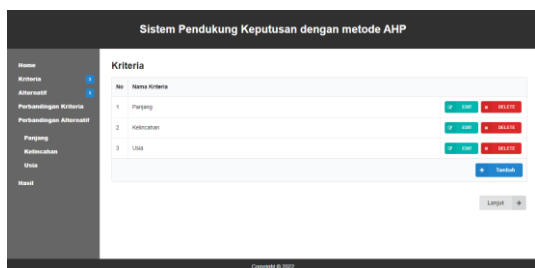 Sistem Pendukung Keputusan dengan metode AHP
Home
Kriteria
Alternatif
Perbandingan Kriteria
Perbandingan Alternatif
Panjang
Kelincahan
Usia
Hasil
Kriteria
No Nama Kriteria
1 Panjang EDIT DELETE
2 Kelincahan EDIT DELETE
3 Usia EDIT DELETE
+ Tambah
Lanjut →
Copyright © 2022